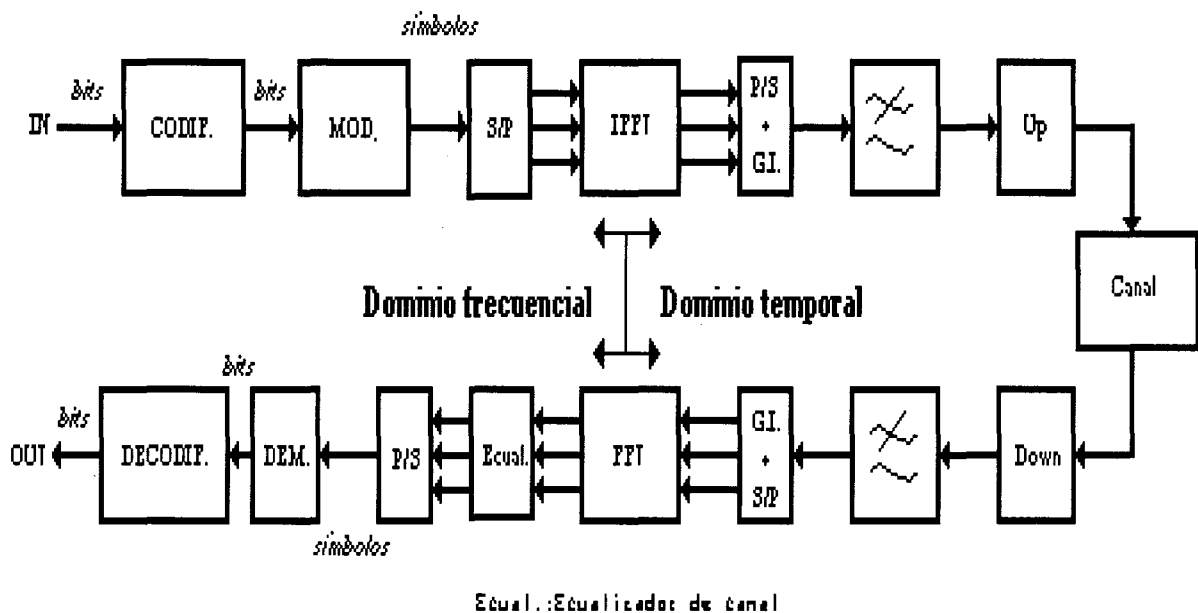 símbolos
bits
bits
IN
CODIF.
MOD.
S/P
IFFT
P/S
+
G.I.
Up
Canal
Dominio frecuencial
Dominio temporal
bits
bits
OUT
DECODIF.
DEM.
P/S
Ecual.
FFT
G.I.
+
S/P
Down
símbolos
Ecual.:Ecualizador de canal